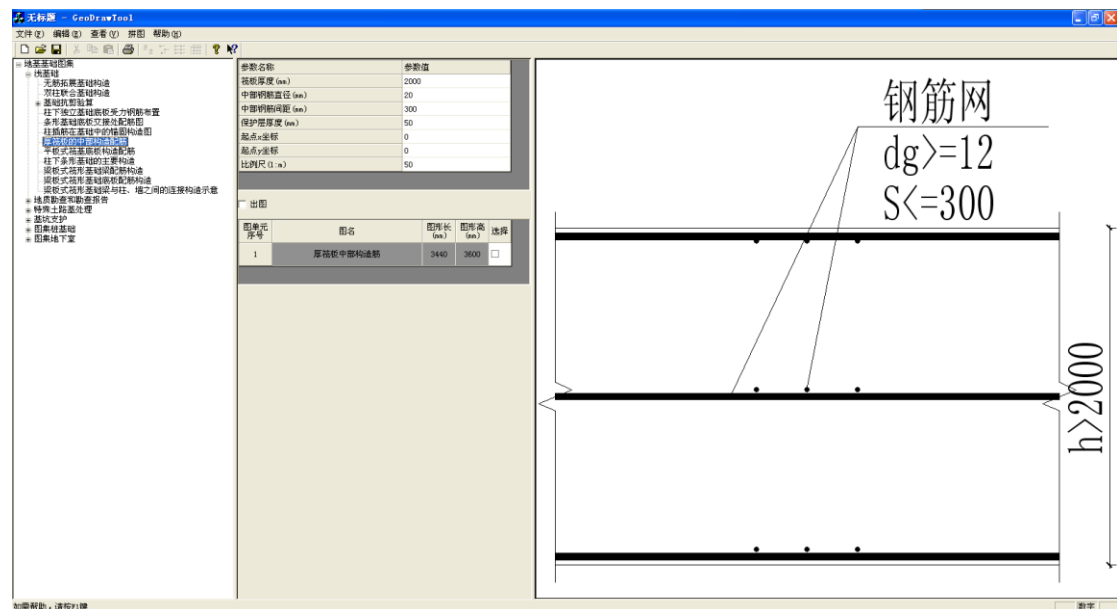 无标题 - GeoDrawTool
文件(F) 编辑(E) 查看(V) 拼图 帮助(H)
地基基础图集
浅基础
无筋拓展基础构造
双柱联合基础构造
基础抗剪验算
柱下独立基础底板受力钢筋布置
条形基础底板交接处配筋图
柱插筋在基础中的锚固构造图
厚筏板的中部构造配筋
平板式筏基底板构造配筋
柱下条形基础的主要构造
梁板式筏形基础梁配筋构造
梁板式筏形基础底板配筋构造
梁板式筏形基础梁与柱、墙之间的连接构造示意
地质勘查和勘查报告
特殊土路基处理
基坑支护
图集桩基础
图集地下室
参数名称 参数值
筏板厚度(mm) 2000
中部钢筋直径(mm) 20
中部钢筋间距(mm) 300
保护层厚度(mm) 50
起点x坐标 0
起点y坐标 0
比例尺(1:n) 50
出图
图单元序号 图名 图形长(mm) 图形高(mm) 选择
1 厚筏板中部构造筋 3440 3600
钢筋网
dg>=12
S<=300
h>2000
如需帮助，请按F1键
数字